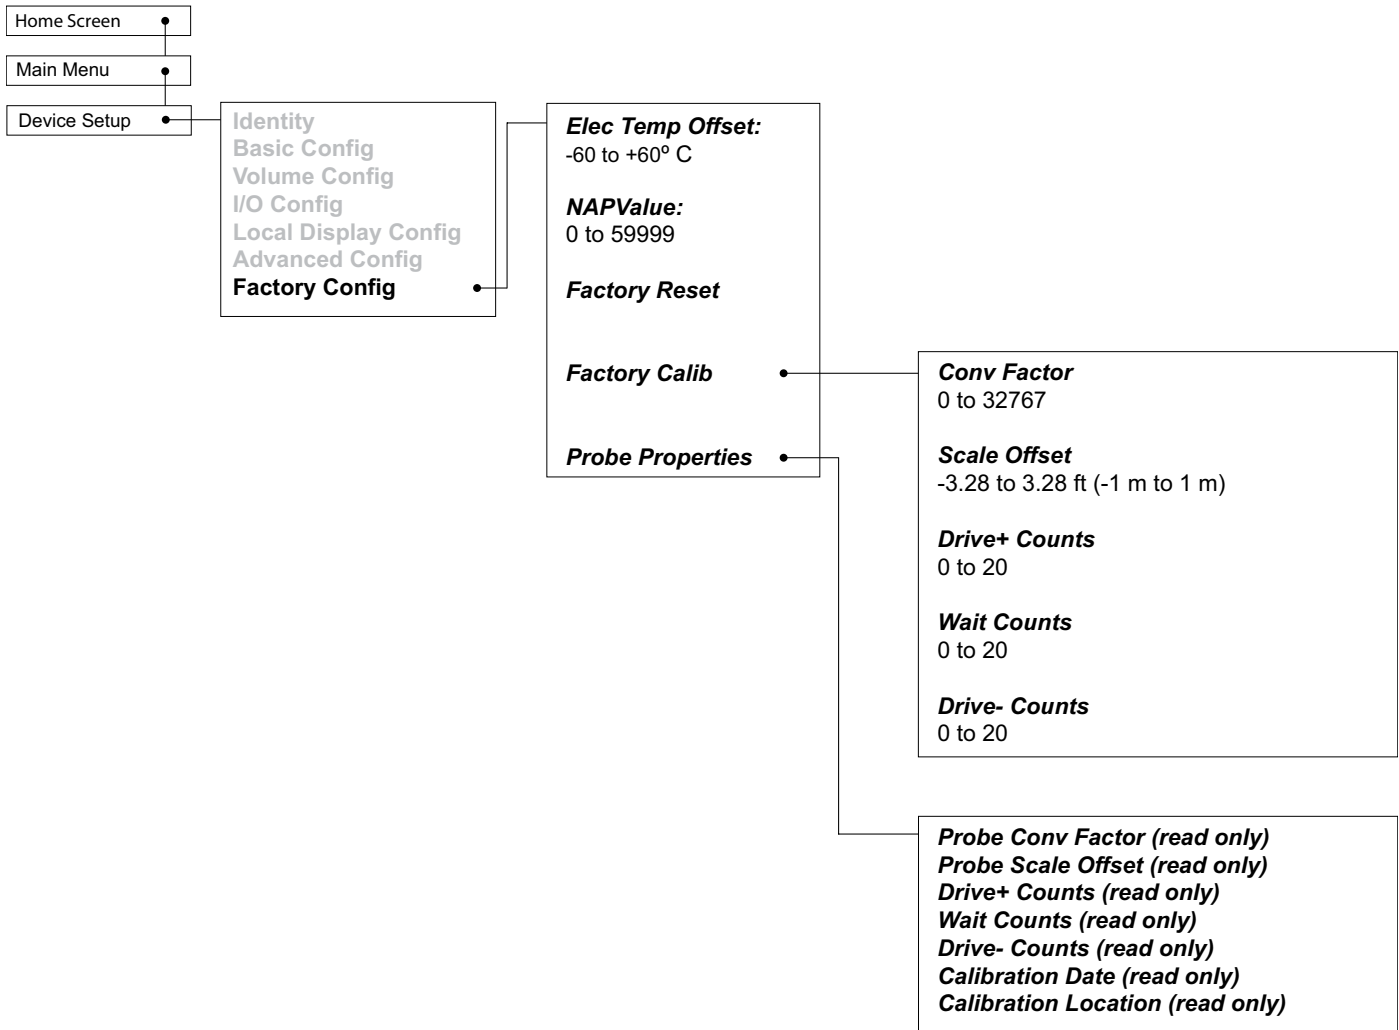 Home Screen
Main Menu
Device Setup
Identity
Basic Config
Volume Config
I/O Config
Local Display Config
Advanced Config
Factory Config
Elec Temp Offset:
-60 to +60º C
NAPValue:
0 to 59999
Factory Reset
Factory Calib
Probe Properties
Conv Factor
0 to 32767
Scale Offset
-3.28 to 3.28 ft (-1 m to 1 m)
Drive+ Counts
0 to 20
Wait Counts
0 to 20
Drive- Counts
0 to 20
Probe Conv Factor (read only)
Probe Scale Offset (read only)
Drive+ Counts (read only)
Wait Counts (read only)
Drive- Counts (read only)
Calibration Date (read only)
Calibration Location (read only)